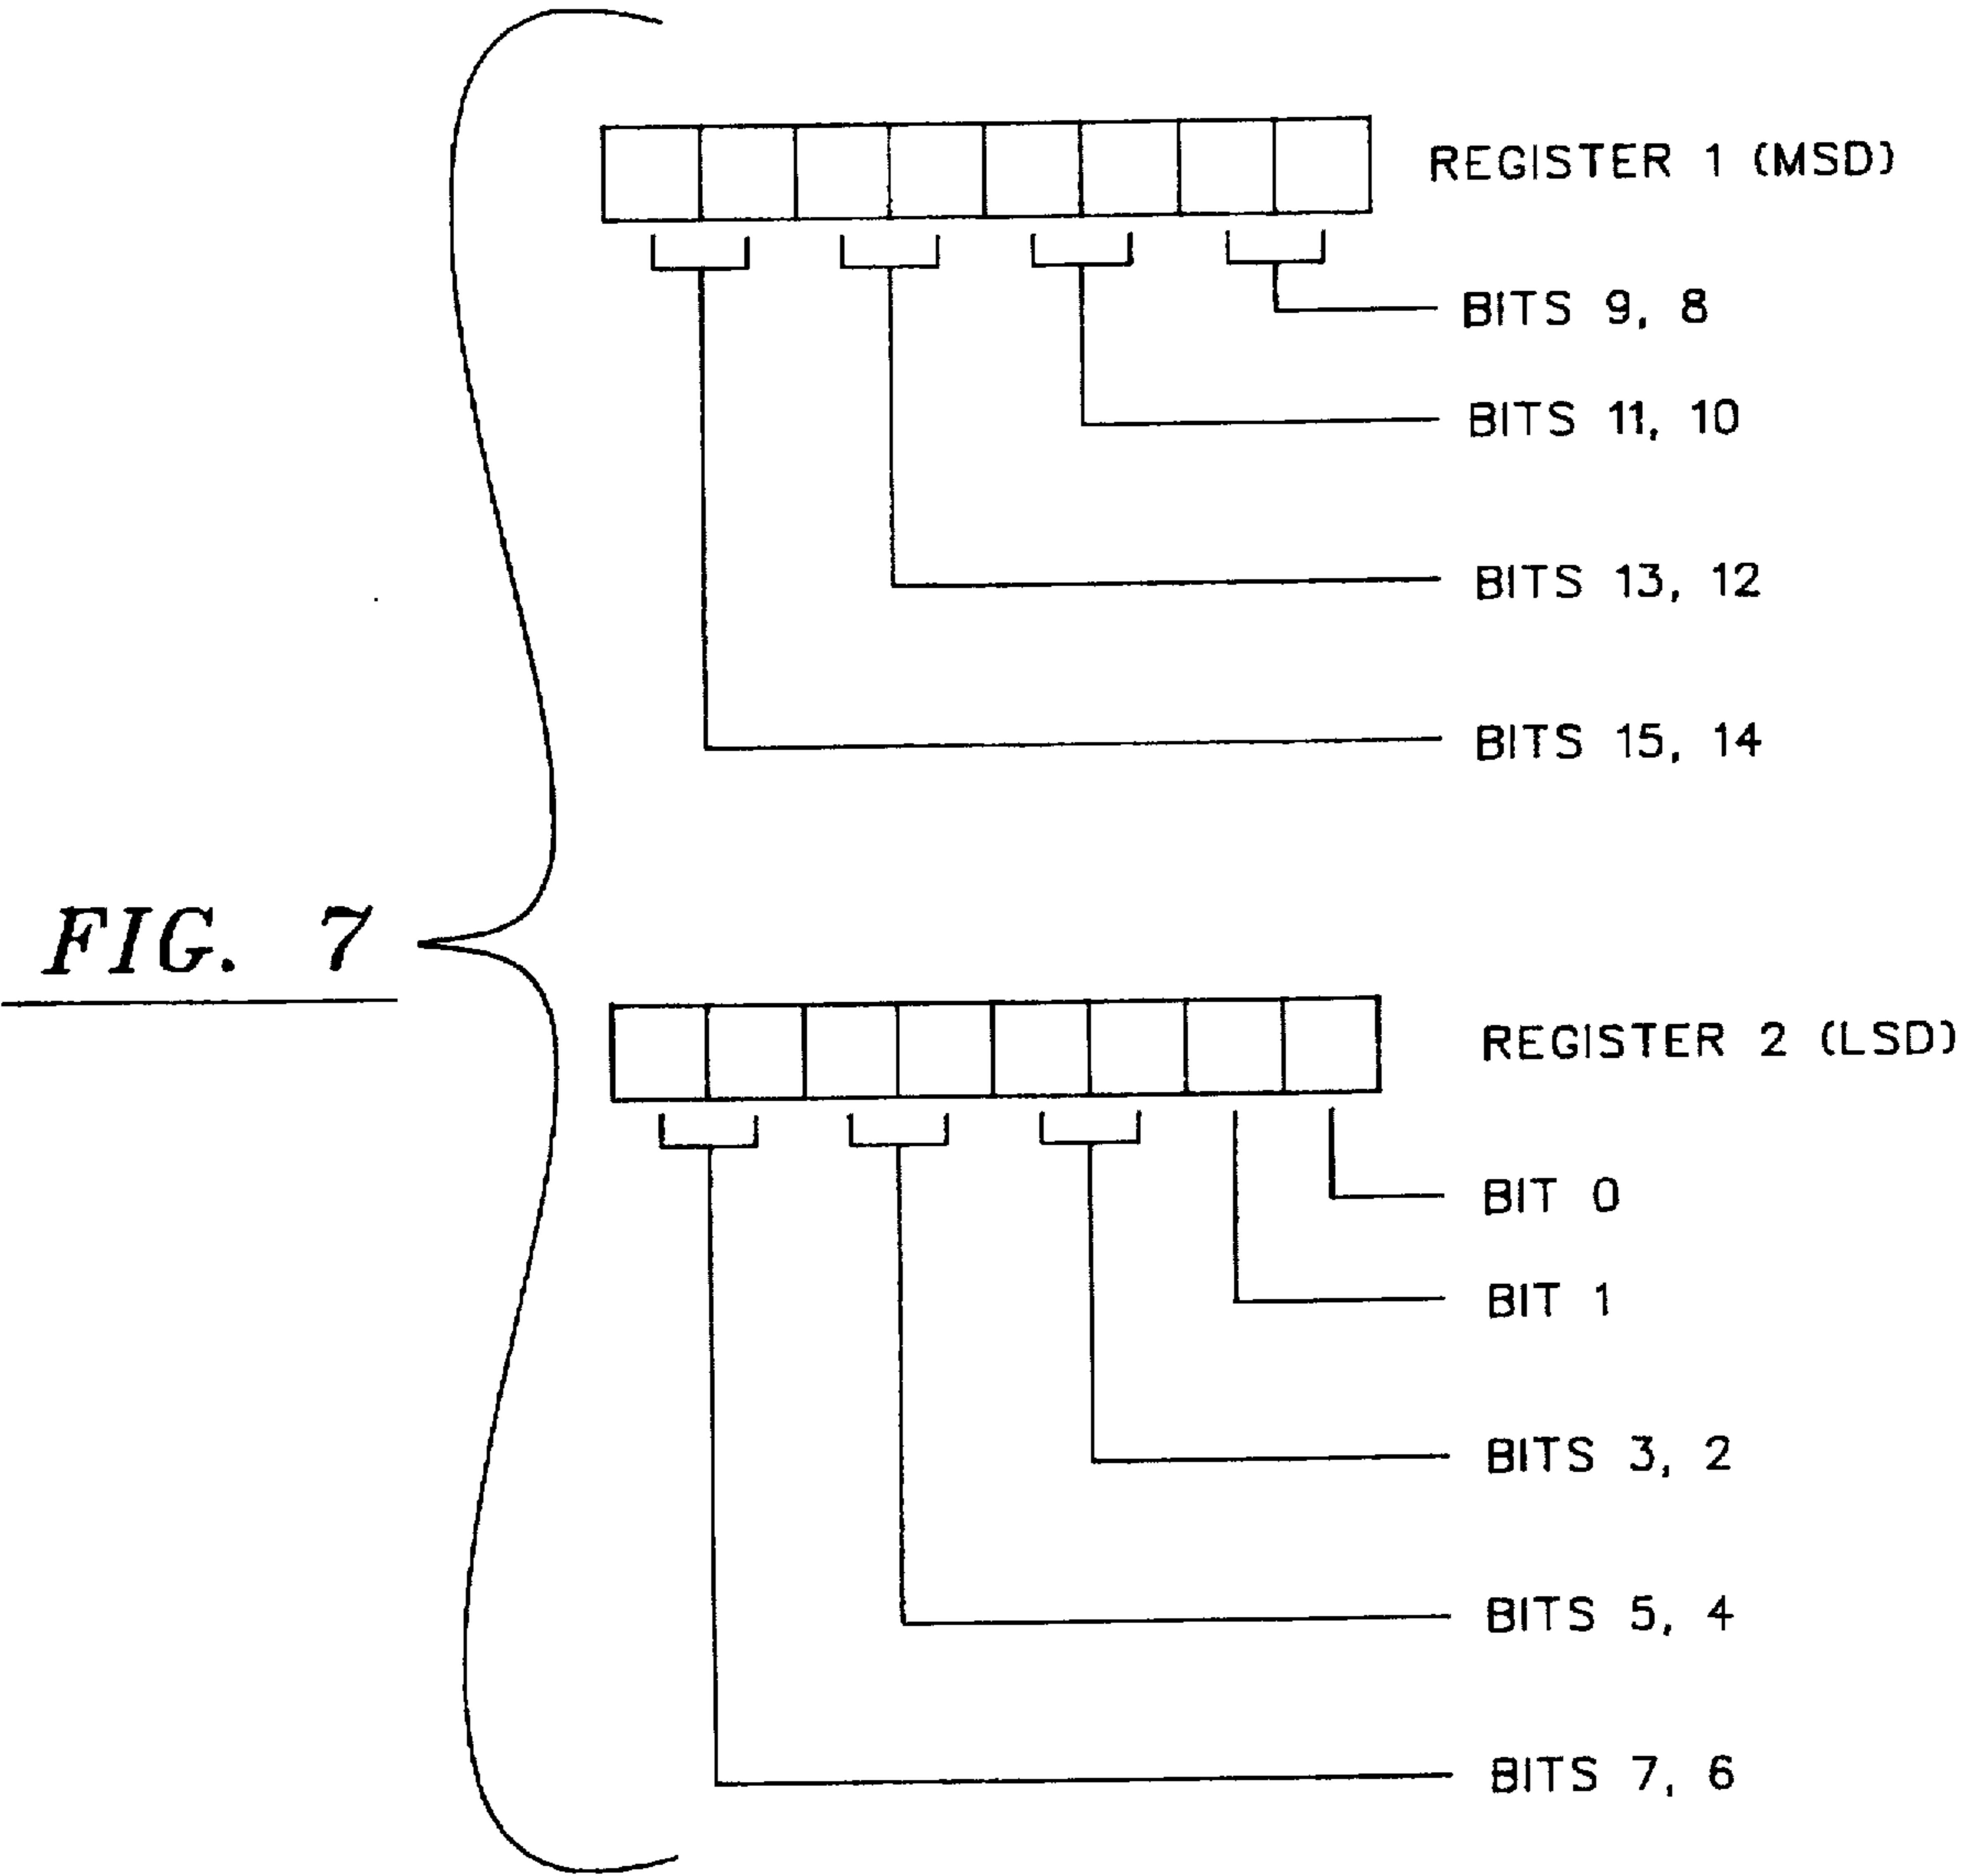 REGISTER 1 (MSD)
BITS 9, 8
BITS 11, 10
BITS 13, 12
BITS 15, 14
FIG. 7
REGISTER 2 (LSD)
BIT 0
BIT 1
BITS 3, 2
BITS 5, 4
BITS 7, 6